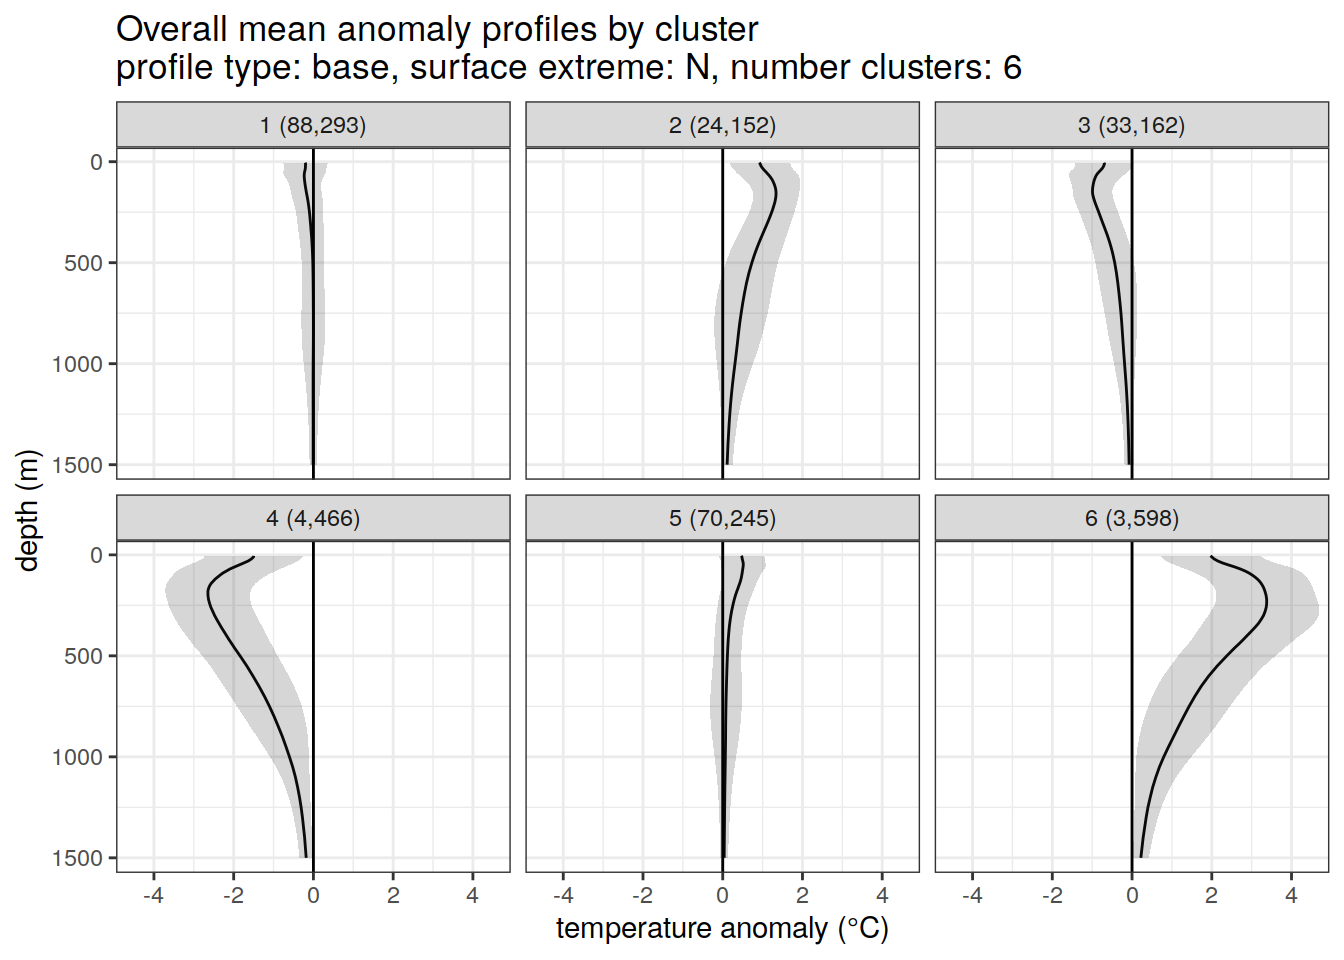 Overall mean anomaly profiles by cluster
profile type: base, surface extreme: N, number clusters: 6
1 (88,293)
2 (24,152)
3 (33,162)
0
500
1000
1500
4 (4,466)
5 (70,245)
6 (3,598)
0
500
1000
1500
depth (m)
-4 -2 0 2 4
-4 -2 0 2 4
-4 -2 0 2 4
temperature anomaly (°C)